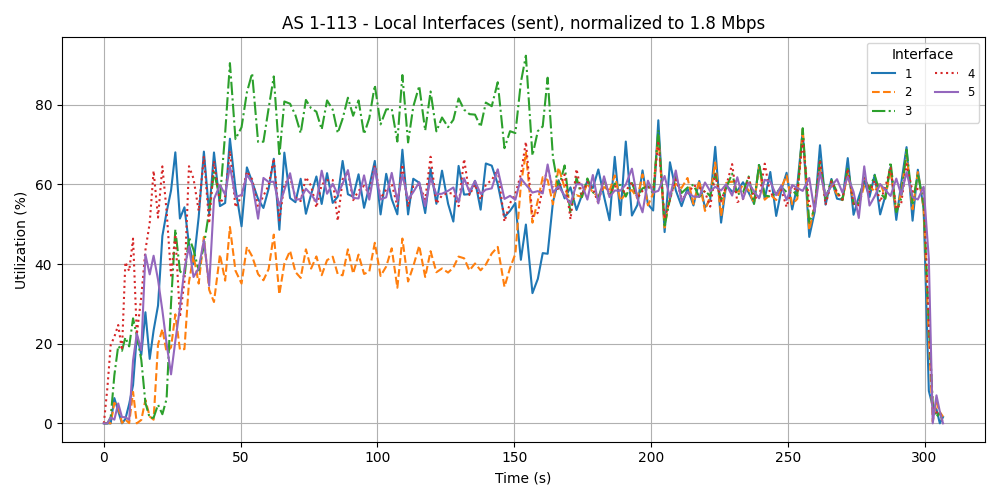 AS 1-113 - Local Interfaces (sent), normalized to 1.8 Mbps
Utilization (%)
80
60
40
20
0
0 50 100 150 200 250 300
Time (s)
Interface
1 4
2 5
3